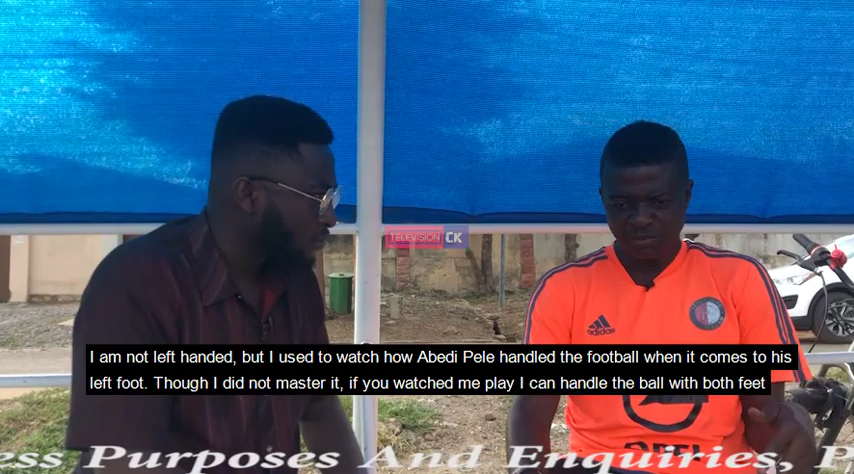 TELEVISION CK
adidas
I am not left handed, but I used to watch how Abedi Pele handled the football when it comes to his
left foot. Though I did not master it, if you watched me play I can handle the ball with both feet
ess Purposes And Enquiries, P